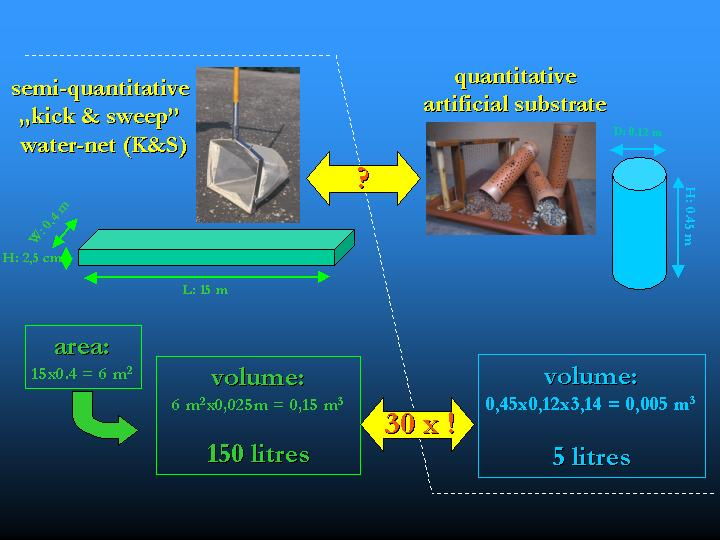 semi-quantitative
„kick & sweep”
water-net (K&S)
quantitative
artificial substrate
D: 0,12 m
?
H: 0.45 m
W: 0.4 m
H: 2,5 cm
L: 15 m
area:
15x0.4 = 6 m²
volume:
6 m²x0,025m = 0,15 m³
150 litres
30 x !
volume:
0,45x0,12x3,14 = 0,005 m³
5 litres